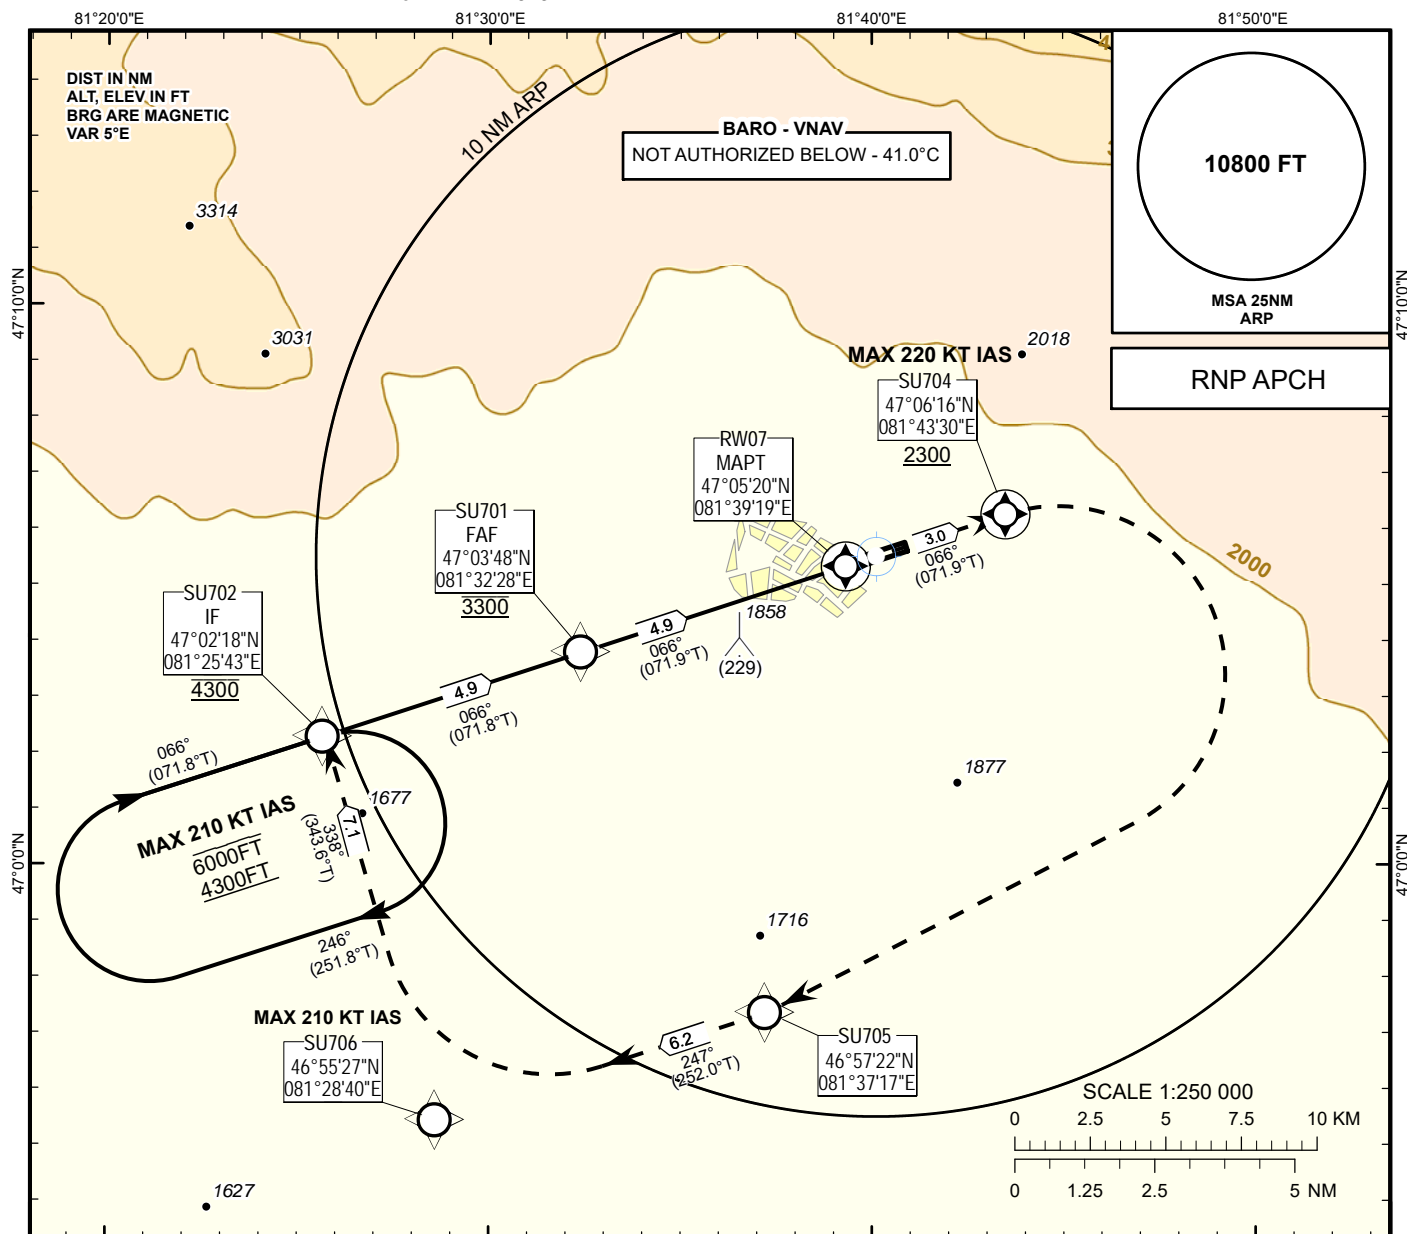 81°20'0"E
81°30'0"E
81°40'0"E
81°50'0"E
DIST IN NM
ALT, ELEV IN FT
BRG ARE MAGNETIC
VAR 5°E
10 NM ARP
BARO - VNAV
NOT AUTHORIZED BELOW - 41.0°C
10800 FT
MSA 25NM
ARP
RNP APCH
3314
3031
2018
47°10'0"N
47°10'0"N
MAX 220 KT IAS
SU704
47°06'16"N
081°43'30"E
2300
RW07
MAPT
47°05'20"N
081°39'19"E
SU701
FAF
47°03'48"N
081°32'28"E
3300
SU702
IF
47°02'18"N
081°25'43"E
4300
2000
3.0
066°
(071.9°T)
1858
(229)
4.9
066°
(071.9°T)
4.9
066°
(071.8°T)
066°
(071.8°T)
MAX 210 KT IAS
6000FT
4300FT
1677
7.1
338°
(343.6°T)
1877
47°0'0"N
47°0'0"N
246°
(251.8°T)
1716
MAX 210 KT IAS
SU706
46°55'27"N
081°28'40"E
6.2
247°
(252.0°T)
SU705
46°57'22"N
081°37'17"E
1627
SCALE 1:250 000
0 2.5 5 7.5 10 KM
0 1.25 2.5 5 NM